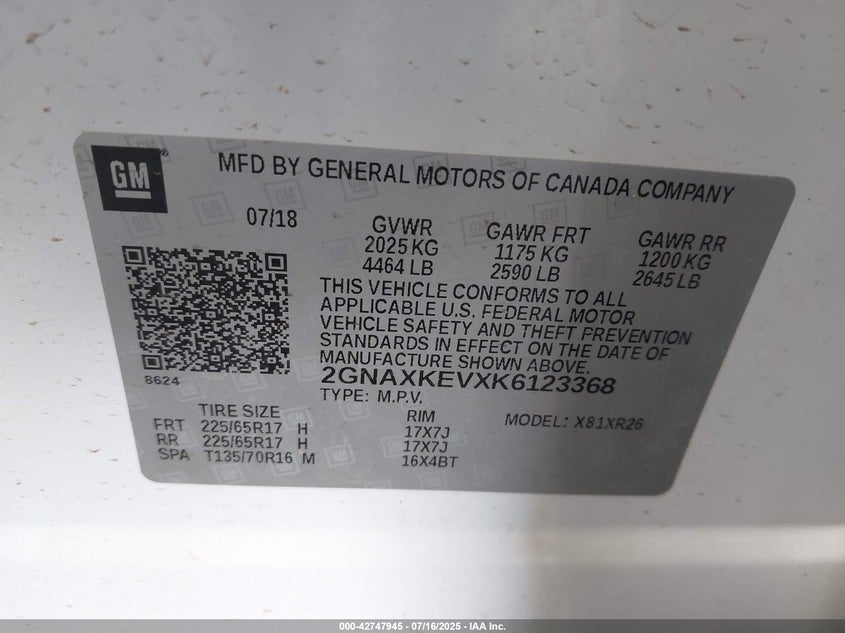 GM
MFD BY GENERAL MOTORS OF CANADA COMPANY
07/18
GVWR GAWR FRT GAWR RR
2025 KG 1175 KG 1200 KG
4464 LB 2590 LB 2645 LB
THIS VEHICLE CONFORMS TO ALL
APPLICABLE U.S. FEDERAL MOTOR
VEHICLE SAFETY AND THEFT PREVENTION
STANDARDS IN EFFECT ON THE DATE OF
MANUFACTURE SHOWN ABOVE.
8624
2GNAXKEVXK6123368
TYPE: M.P.V.
MODEL: X81XR26
TIRE SIZE RIM
FRT 225/65R17 H 17X7J
RR 225/65R17 H 17X7J
SPA T135/70R16 M 16X4BT
000-42747945 - 07/16/2025 - IAA Inc.